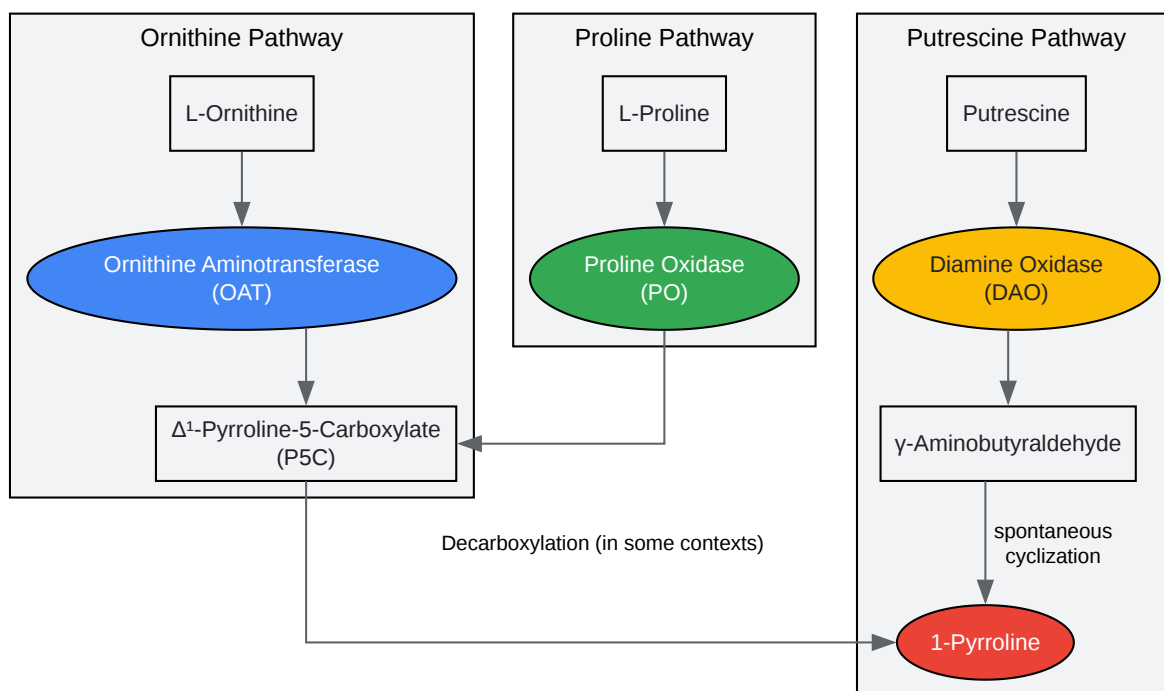 Ornithine Pathway
L-Ornithine
Ornithine Aminotransferase
(OAT)
Δ¹-Pyrroline-5-Carboxylate
(P5C)
Proline Pathway
L-Proline
Proline Oxidase
(PO)
Decarboxylation (in some contexts)
Putrescine Pathway
Putrescine
Diamine Oxidase
(DAO)
γ-Aminobutyraldehyde
spontaneous
cyclization
1-Pyrroline